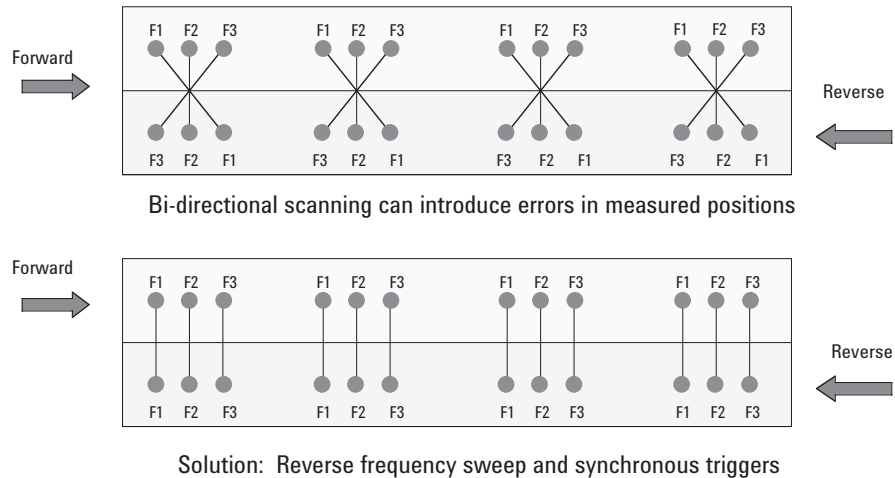 F1 F2 F3 F1 F2 F3 F1 F2 F3 F1 F2 F3
Forward
Reverse
F3 F2 F1 F3 F2 F1 F3 F2 F1 F3 F2 F1
Bi-directional scanning can introduce errors in measured positions
Forward
F1 F2 F3 F1 F2 F3 F1 F2 F3 F1 F2 F3
Reverse
F1 F2 F3 F1 F2 F3 F1 F2 F3 F1 F2 F3
Solution: Reverse frequency sweep and synchronous triggers